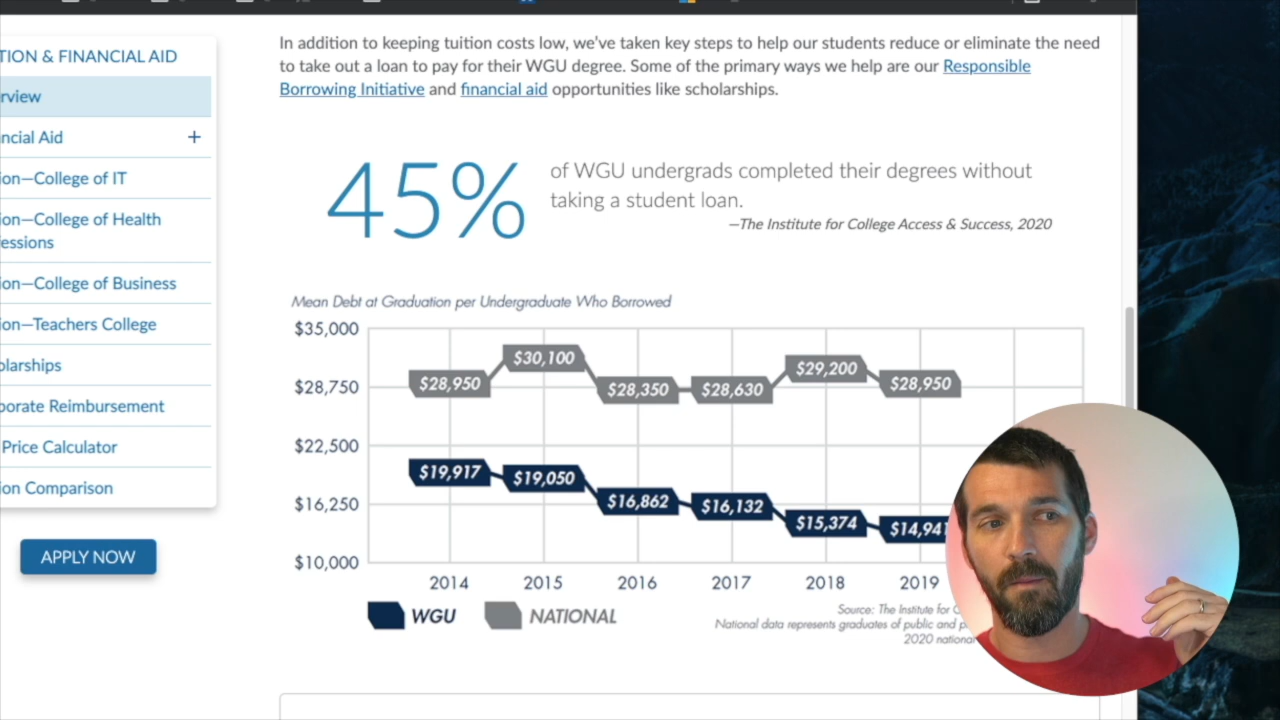 In addition to keeping tuition costs low, we've taken key steps to help our students reduce or eliminate the need
to take out a loan to pay for their WGU degree. Some of the primary ways we help are our Responsible
Borrowing Initiative and financial aid opportunities like scholarships.
TION & FINANCIAL AID
rview
ncial Aid +
ion—College of IT
ion—College of Health
fessions
ion—College of Business
ion—Teachers College
olarships
porate Reimbursement
Price Calculator
ion Comparison
APPLY NOW
45%
of WGU undergrads completed their degrees without
taking a student loan.
—The Institute for College Access & Success, 2020
Mean Debt at Graduation per Undergraduate Who Borrowed
$35,000
$28,750
$22,500
$16,250
$10,000
$28,950 $30,100 $28,350 $28,630 $29,200 $28,950
$19,917 $19,050 $16,862 $16,132 $15,374 $14,941
2014 2015 2016 2017 2018 2019
WGU NATIONAL
Source: The Institute for C
National data represents graduates of public and p
2020 national